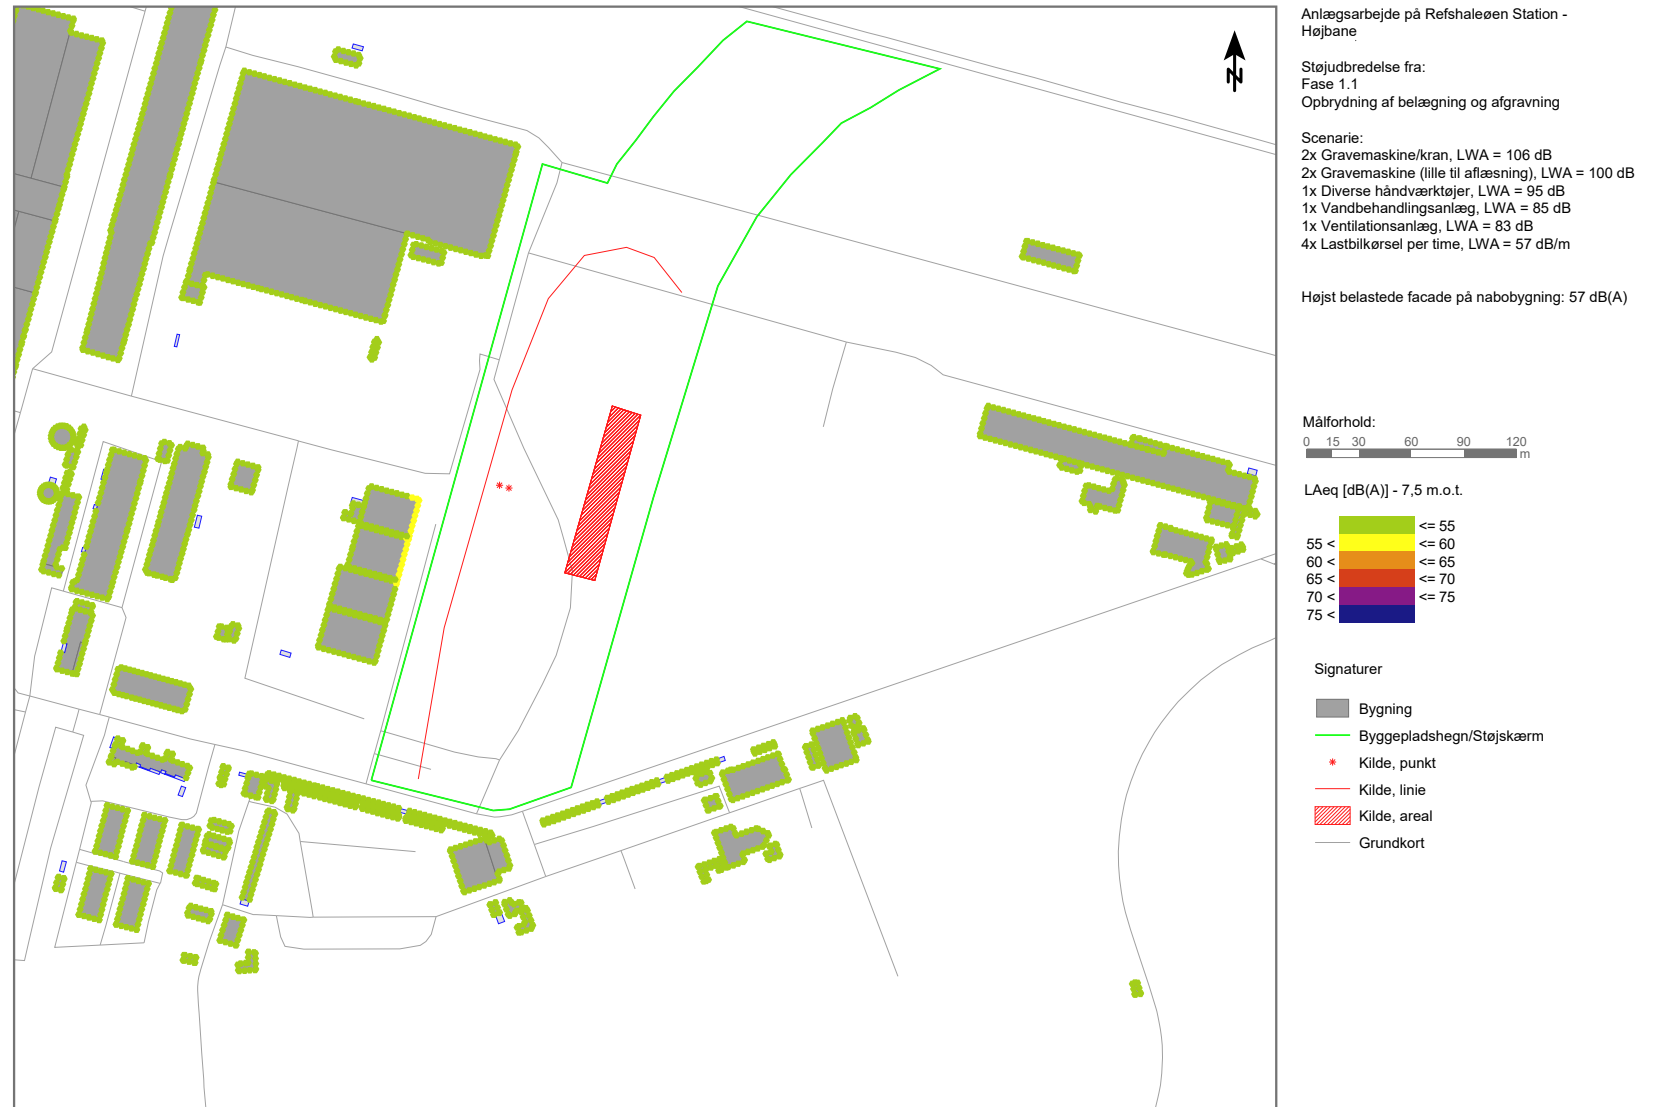 Anlægsarbejde på Refshaleøen Station -
Højbane
Støjudbredelse fra:
Fase 1.1
Opbrydning af belægning og afgravning
Scenarie:
2x Gravemaskine/kran, LWA = 106 dB
2x Gravemaskine (lille til aflæsning), LWA = 100 dB
1x Diverse håndværktøjer, LWA = 95 dB
1x Vandbehandlingsanlæg, LWA = 85 dB
1x Ventilationsanlæg, LWA = 83 dB
4x Lastbilkørsel per time, LWA = 57 dB/m
Højst belastede facade på nabobygning: 57 dB(A)
N
Målforhold:
0 15 30 60 90 120
m
LAeq [dB(A)] - 7,5 m.o.t.
<= 55
55 < <= 60
60 < <= 65
65 < <= 70
70 < <= 75
75 <
Signaturer
Bygning
Byggepladshegn/Støjskærm
Kilde, punkt
Kilde, linie
Kilde, areal
Grundkort